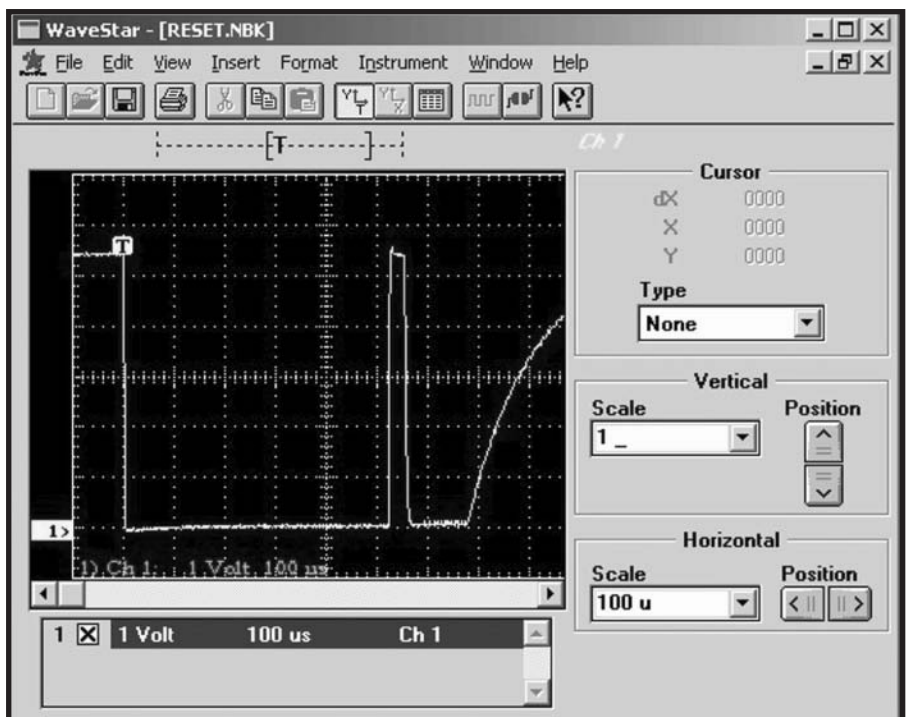 WaveStar - [RESET.NBK]
File Edit View Insert Format Instrument Window Help
[T]
Ch 1
Cursor
dX 0000
X 0000
Y 0000
Type
None
T
Vertical
Scale Position
1 _
1>
1) Ch 1: 1 Volt 100 us
Horizontal
Scale Position
100 u
1 1 Volt 100 us Ch 1